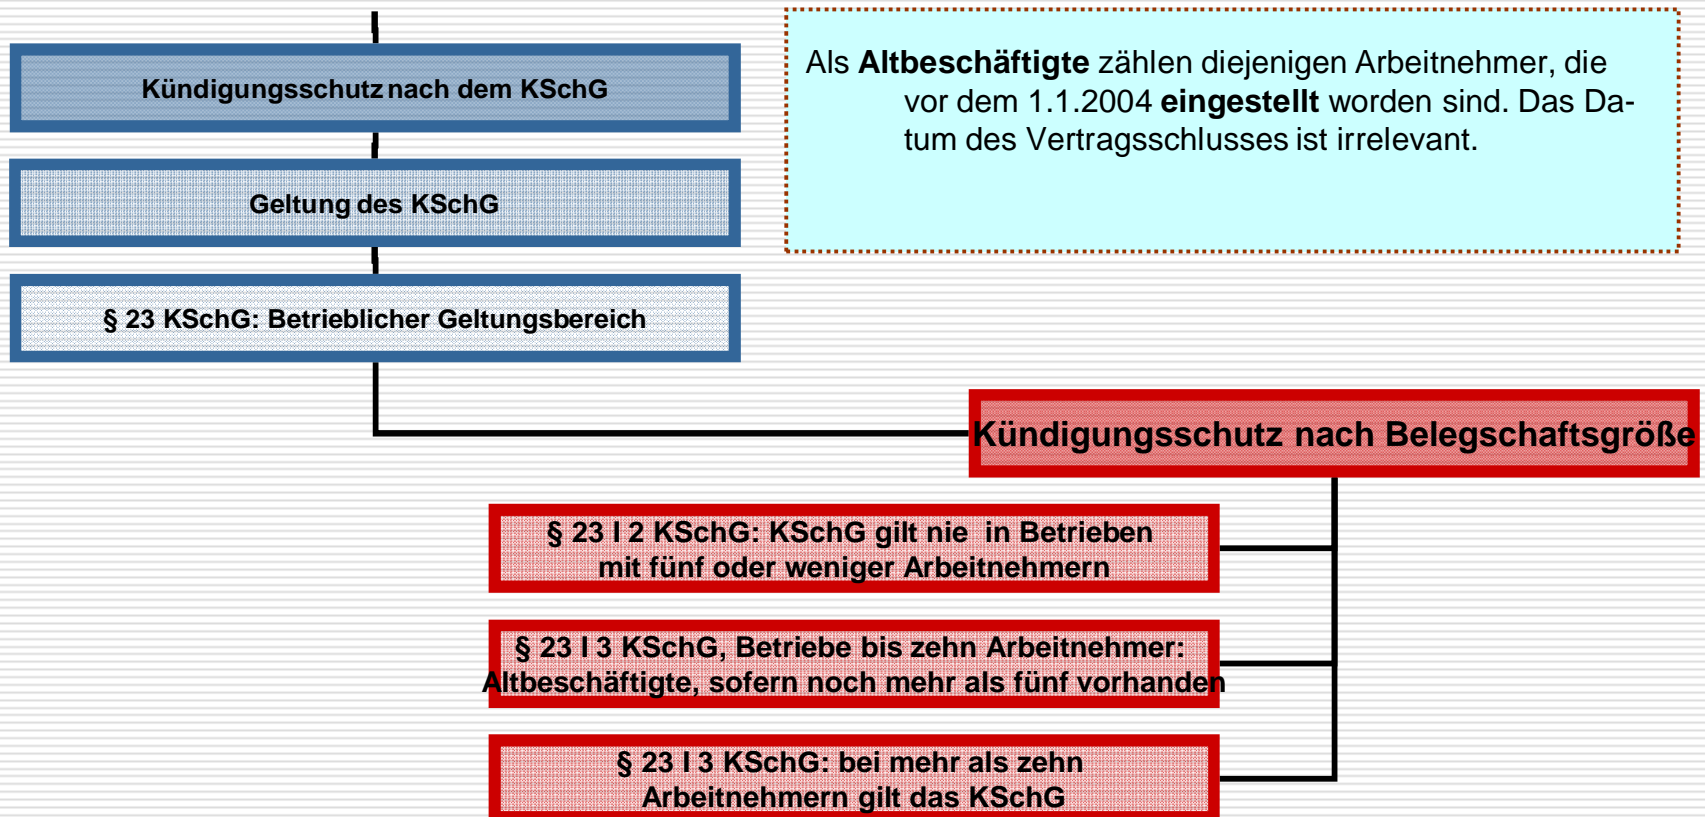 Kündigungsschutz nach dem KSchG
Geltung des KSchG
§ 23 KSchG: Betrieblicher Geltungsbereich
Als Altbeschäftigte zählen diejenigen Arbeitnehmer, die
vor dem 1.1.2004 eingestellt worden sind. Das Da-
tum des Vertragsschlusses ist irrelevant.
Kündigungsschutz nach Belegschaftsgröße
§ 23 I 2 KSchG: KSchG gilt nie in Betrieben
mit fünf oder weniger Arbeitnehmern
§ 23 I 3 KSchG, Betriebe bis zehn Arbeitnehmer:
Altbeschäftigte, sofern noch mehr als fünf vorhanden
§ 23 I 3 KSchG: bei mehr als zehn
Arbeitnehmern gilt das KSchG